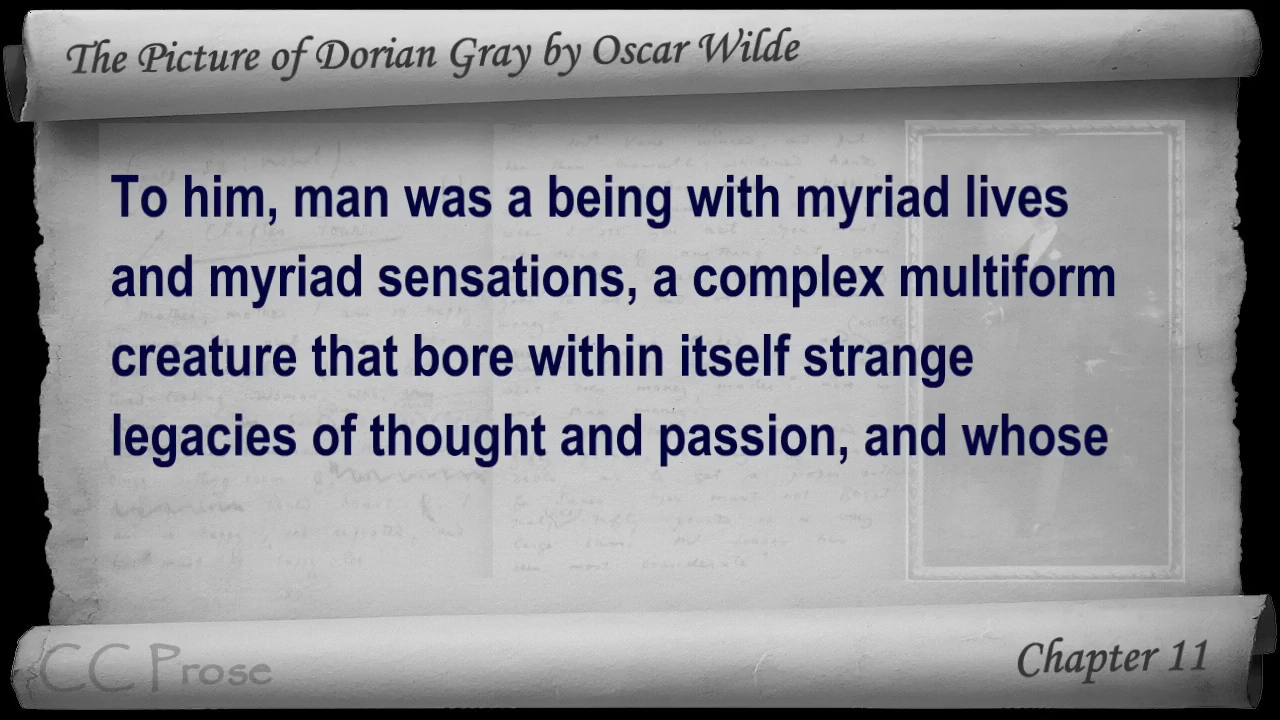 The Picture of Dorian Gray by Oscar Wilde
To him, man was a being with myriad lives
and myriad sensations, a complex multiform
creature that bore within itself strange
legacies of thought and passion, and whose
CC Prose
Chapter 11